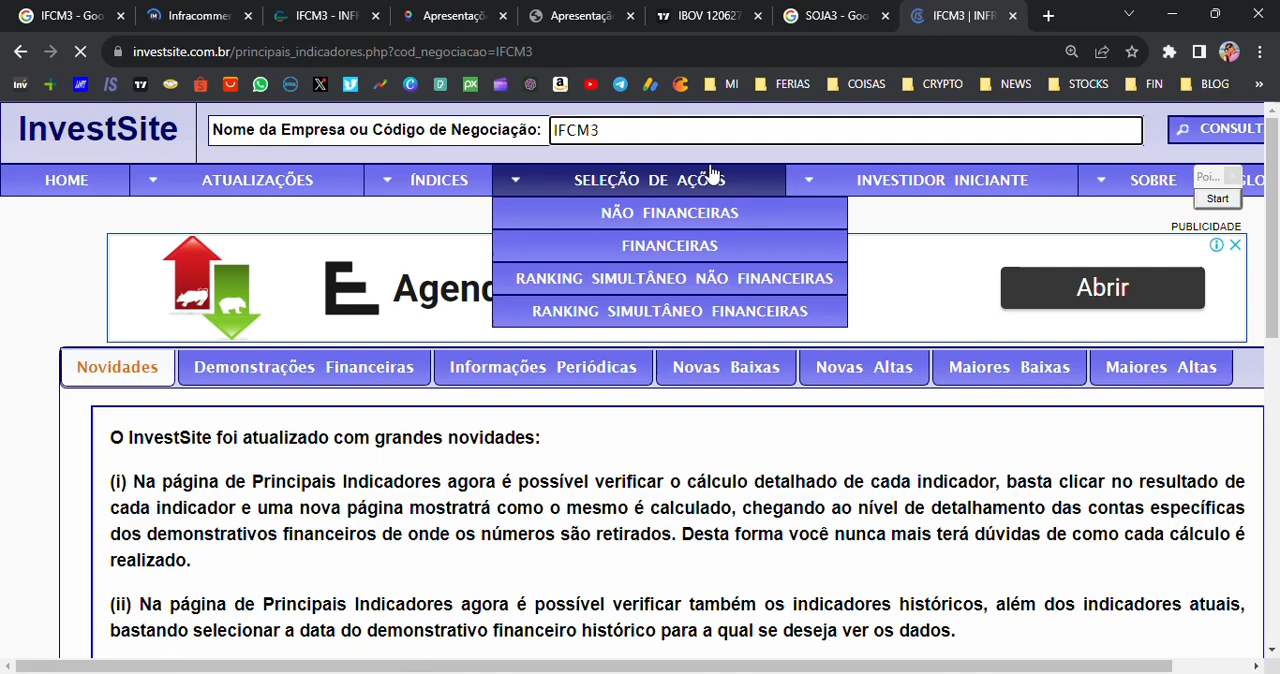 IFCM3 - Goo
Infracommer
IFCM3 - INFR
Apresentaçõ
Apresentaçã
IBOV 120627
SOJA3 - Goo
IFCM3 | INFR
investsite.com.br/principais_indicadores.php?cod_negociacao=IFCM3
MI
FERIAS
COISAS
CRYPTO
NEWS
STOCKS
FIN
BLOG
InvestSite
Nome da Empresa ou Código de Negociação:
IFCM3
CONSULT
HOME
ATUALIZAÇÕES
ÍNDICES
SELEÇÃO DE AÇÕES
INVESTIDOR INICIANTE
SOBRE
GLO
Poi...
Start
NÃO FINANCEIRAS
FINANCEIRAS
RANKING SIMULTÂNEO NÃO FINANCEIRAS
RANKING SIMULTÂNEO FINANCEIRAS
PUBLICIDADE
Agend
Abrir
Novidades
Demonstrações Financeiras
Informações Periódicas
Novas Baixas
Novas Altas
Maiores Baixas
Maiores Altas
O InvestSite foi atualizado com grandes novidades:
(i) Na página de Principais Indicadores agora é possível verificar o cálculo detalhado de cada indicador, basta clicar no resultado de
cada indicador e uma nova página mostratrá como o mesmo é calculado, chegando ao nível de detalhamento das contas específicas
dos demonstrativos financeiros de onde os números são retirados. Desta forma você nunca mais terá dúvidas de como cada cálculo é
realizado.
(ii) Na página de Principais Indicadores agora é possível verificar também os indicadores históricos, além dos indicadores atuais,
bastando selecionar a data do demonstrativo financeiro histórico para a qual se deseja ver os dados.